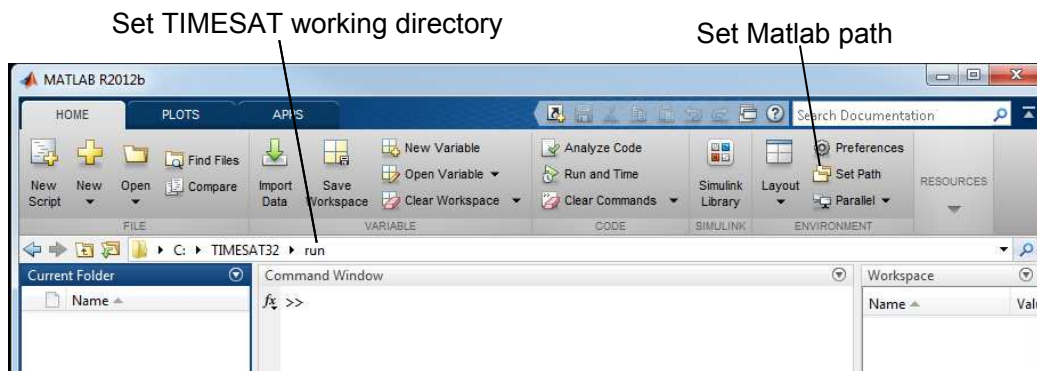 Set TIMESAT working directory
Set Matlab path
MATLAB R2012b
HOME PLOTS APPS Search Documentation
New Script
New
Open
Find Files
Compare
Import Data
Save Workspace
New Variable
Open Variable
Clear Workspace
Analyze Code
Run and Time
Clear Commands
Simulink Library
Layout
Preferences
Set Path
Parallel
RESOURCES
FILE VARIABLE CODE SIMULINK ENVIRONMENT
C: TIMESAT32 run
Current Folder Command Window Workspace
Name fx >> Name Val